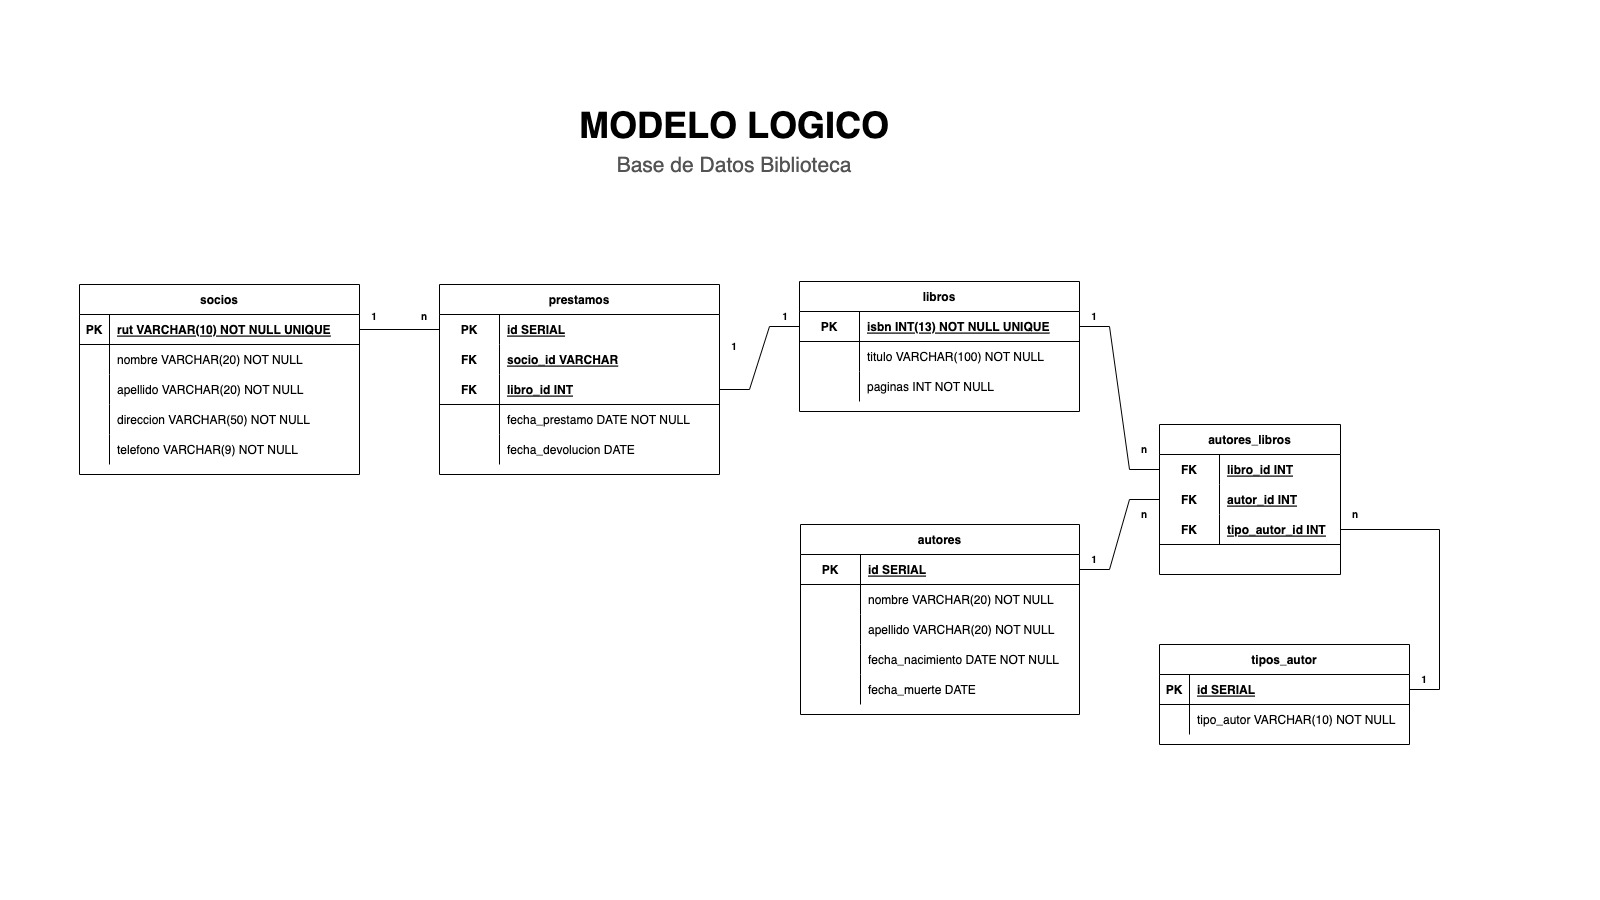 MODELO LOGICO
Base de Datos Biblioteca
socios
PK rut VARCHAR(10) NOT NULL UNIQUE
nombre VARCHAR(20) NOT NULL
apellido VARCHAR(20) NOT NULL
direccion VARCHAR(50) NOT NULL
telefono VARCHAR(9) NOT NULL
1
n
prestamos
PK id SERIAL
FK socio_id VARCHAR
FK libro_id INT
fecha_prestamo DATE NOT NULL
fecha_devolucion DATE
1
1
libros
PK isbn INT(13) NOT NULL UNIQUE
titulo VARCHAR(100) NOT NULL
paginas INT NOT NULL
1
n
autores_libros
FK libro_id INT
FK autor_id INT
FK tipo_autor_id INT
n
n
autores
PK id SERIAL
nombre VARCHAR(20) NOT NULL
apellido VARCHAR(20) NOT NULL
fecha_nacimiento DATE NOT NULL
fecha_muerte DATE
1
tipos_autor
PK id SERIAL
tipo_autor VARCHAR(10) NOT NULL
1